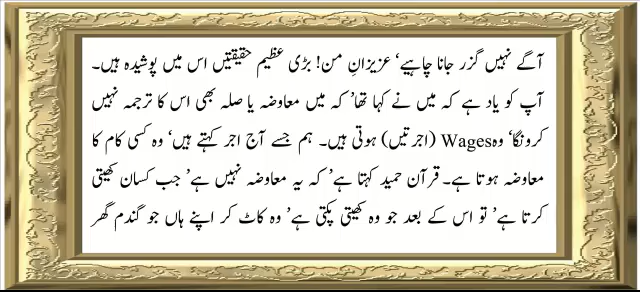 آگے نہیں گزر جانا چاہیے‘ عزیزانِ من! بڑی عظیم حقیقتیں اس میں پوشیدہ ہیں۔
آپ کو یاد ہے کہ میں نے کہا تھا’ کہ میں معاوضہ یا صلہ بھی اس کا ترجمہ نہیں
کرونگا‘ وہ Wages (اجرتیں) ہوتی ہیں۔ ہم جسے آج اجر کہتے ہیں‘ وہ کسی کام کا
معاوضہ ہوتا ہے۔ قرآن حمید کہتا ہے’ کہ یہ معاوضہ نہیں ہے’ جب کسان کھیتی
کرتا ہے’ تو اس کے بعد جو وہ کھیتی پکتی ہے’ وہ کاٹ کر اپنے ہاں جو گندم گھر